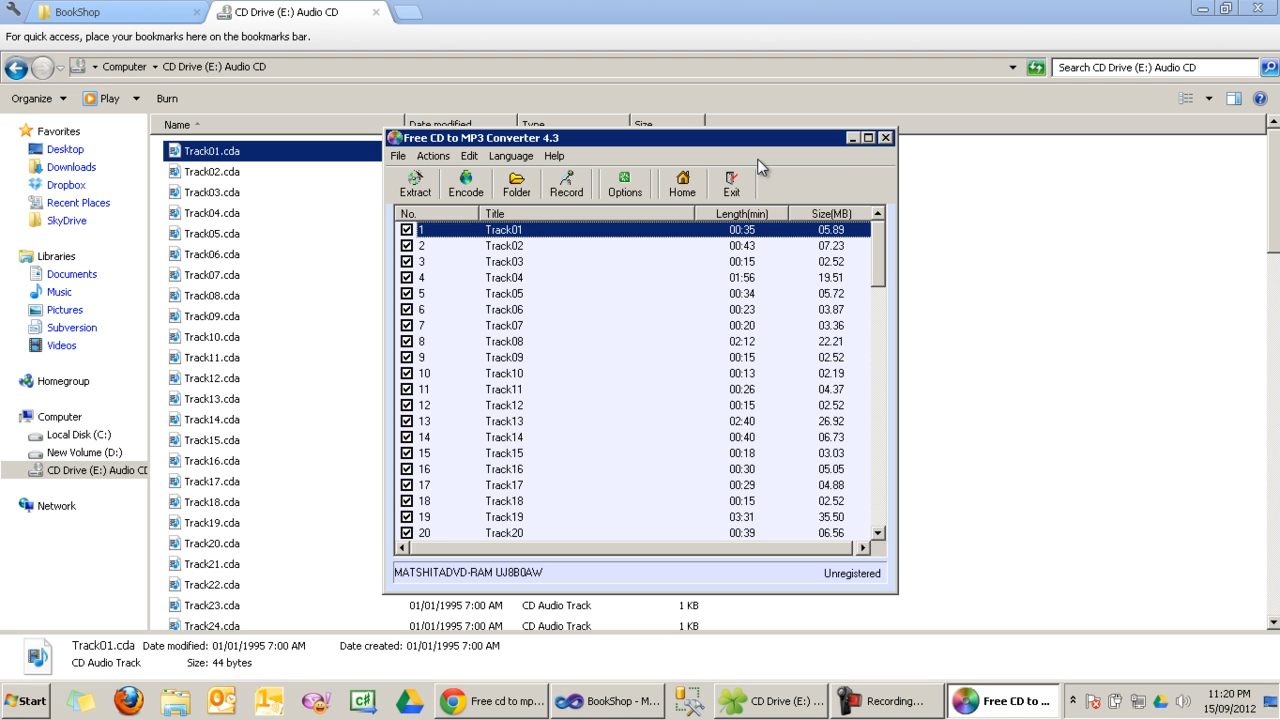 BookShop
CD Drive (E:) Audio CD
For quick access, place your bookmarks here on the bookmarks bar.
Computer CD Drive (E:) Audio CD
Search CD Drive (E:) Audio CD
Organize Play Burn
Name Date modified Type Size
Favorites
Desktop
Downloads
Dropbox
Recent Places
SkyDrive
Libraries
Documents
Music
Pictures
Subversion
Videos
Homegroup
Computer
Local Disk (C:)
New Volume (D:)
CD Drive (E:) Audio CD
Network
Track01.cda
Track02.cda
Track03.cda
Track04.cda
Track05.cda
Track06.cda
Track07.cda
Track08.cda
Track09.cda
Track10.cda
Track11.cda
Track12.cda
Track13.cda
Track14.cda
Track15.cda
Track16.cda
Track17.cda
Track18.cda
Track19.cda
Track20.cda
Track21.cda
Track22.cda
Track23.cda 01/01/1995 7:00 AM CD Audio Track 1 KB
Track24.cda 01/01/1995 7:00 AM CD Audio Track 1 KB
Free CD to MP3 Converter 4.3
File Actions Edit Language Help
Extract Encode Folder Record Options Home Exit
No. Title Length(min) Size(MB)
1 Track01 00:35 05.89
2 Track02 00:43 07.23
3 Track03 00:15 02.52
4 Track04 01:56 19.51
5 Track05 00:34 05.72
6 Track06 00:23 03.87
7 Track07 00:20 03.36
8 Track08 02:12 22.21
9 Track09 00:15 02.52
10 Track10 00:13 02.19
11 Track11 00:26 04.37
12 Track12 00:15 02.52
13 Track13 02:40 26.92
14 Track14 00:40 06.73
15 Track15 00:18 03.03
16 Track16 00:30 05.05
17 Track17 00:29 04.88
18 Track18 00:15 02.52
19 Track19 03:31 35.50
20 Track20 00:39 06.56
MATSHITADVD-RAM UJ8B0AW Unregistered
Track01.cda Date modified: 01/01/1995 7:00 AM Date created: 01/01/1995 7:00 AM
CD Audio Track Size: 44 bytes
Start
Free cd to mp...
BookShop - M...
CD Drive (E:) ...
Recording...
Free CD to ...
11:20 PM
15/09/2012